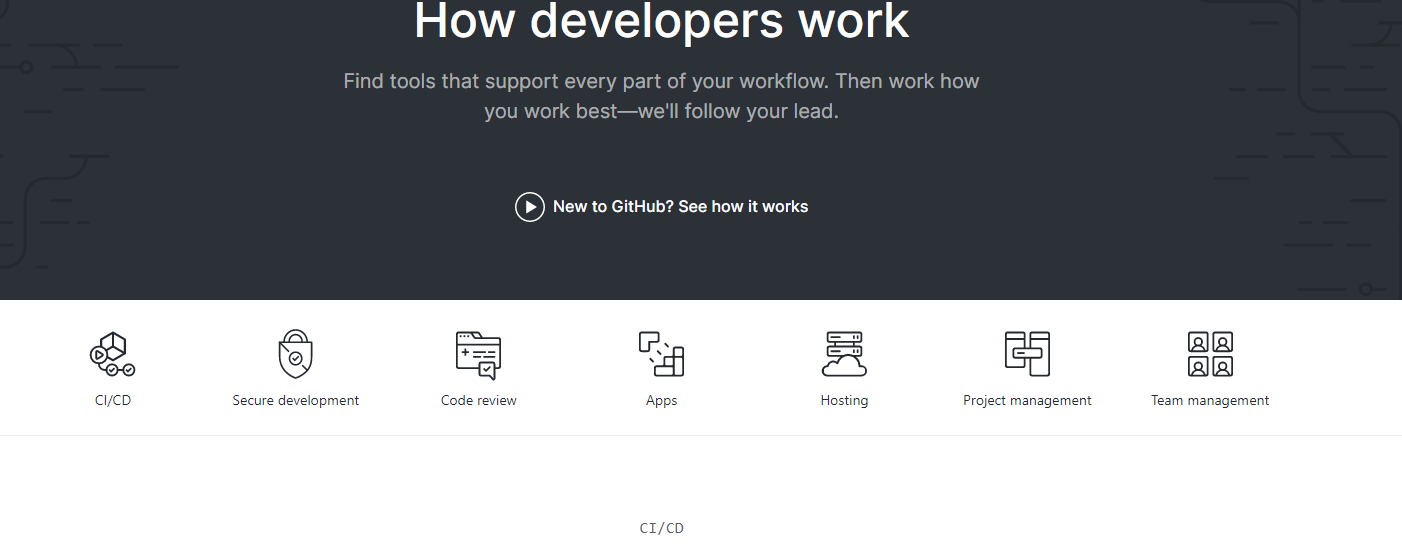 How developers work
Find tools that support every part of your workflow. Then work how
you work best—we'll follow your lead.
New to GitHub? See how it works
CI/CD
Secure development
Code review
Apps
Hosting
Project management
Team management
CI/CD